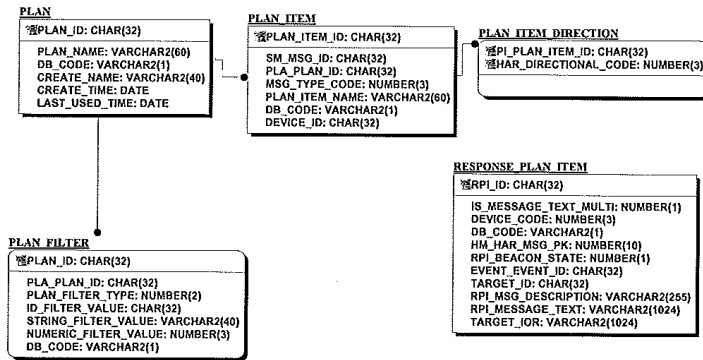 PLAN
PLAN_ID: CHAR(32)
PLAN_NAME: VARCHAR2(60)
DB_CODE: VARCHAR2(1)
CREATE_NAME: VARCHAR2(40)
CREATE_TIME: DATE
LAST_USED_TIME: DATE
PLAN_ITEM
PLAN_ITEM_ID: CHAR(32)
SM_MSG_ID: CHAR(32)
PLA_PLAN_ID: CHAR(32)
MSG_TYPE_CODE: NUMBER(3)
PLAN_ITEM_NAME: VARCHAR2(60)
DB_CODE: VARCHAR2(1)
DEVICE_ID: CHAR(32)
PLAN_ITEM_DIRECTION
PI_PLAN_ITEM_ID: CHAR(32)
HAR_DIRECTIONAL_CODE: NUMBER(3)
RESPONSE_PLAN_ITEM
RPI_ID: CHAR(32)
IS_MESSAGE_TEXT_MULTI: NUMBER(1)
DEVICE_CODE: NUMBER(3)
DB_CODE: VARCHAR2(1)
HM_HAR_MSG_PK: NUMBER(10)
RPI_BEACON_STATE: NUMBER(1)
EVENT_EVENT_ID: CHAR(32)
TARGET_ID: CHAR(32)
RPI_MSG_DESCRIPTION: VARCHAR2(255)
RPI_MESSAGE_TEXT: VARCHAR2(1024)
TARGET_IOR: VARCHAR2(1024)
PLAN_FILTER
PLAN_ID: CHAR(32)
PLA_PLAN_ID: CHAR(32)
PLAN_FILTER_TYPE: NUMBER(2)
ID_FILTER_VALUE: CHAR(32)
STRING_FILTER_VALUE: VARCHAR2(40)
NUMERIC_FILTER_VALUE: NUMBER(3)
DB_CODE: VARCHAR2(1)